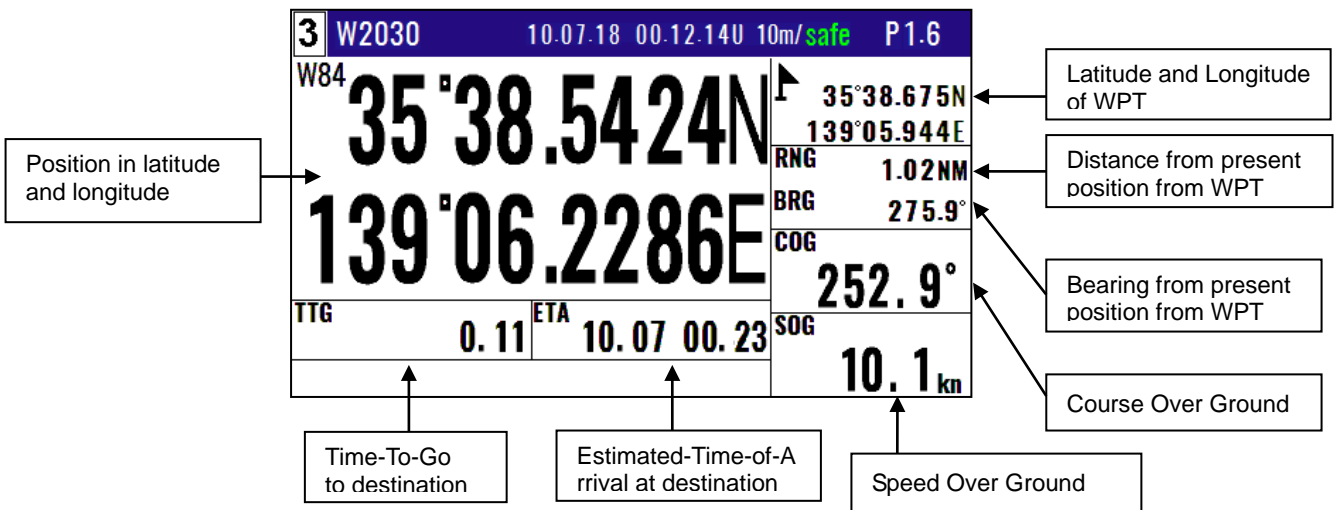 3 W2030 10.07.18 00.12.14U 10m/safe P1.6
W84
35°38.5424N
139°06.2286E
35°38.675N
139°05.944E
RNG
1.02NM
BRG
275.9°
COG
252.9°
TTG
0.11
ETA
10.07 00.23
SOG
10.1kn
Position in latitude
and longitude
Latitude and Longitude
of WPT
Distance from present
position from WPT
Bearing from present
position from WPT
Course Over Ground
Time-To-Go
to destination
Estimated-Time-of-A
rrival at destination
Speed Over Ground